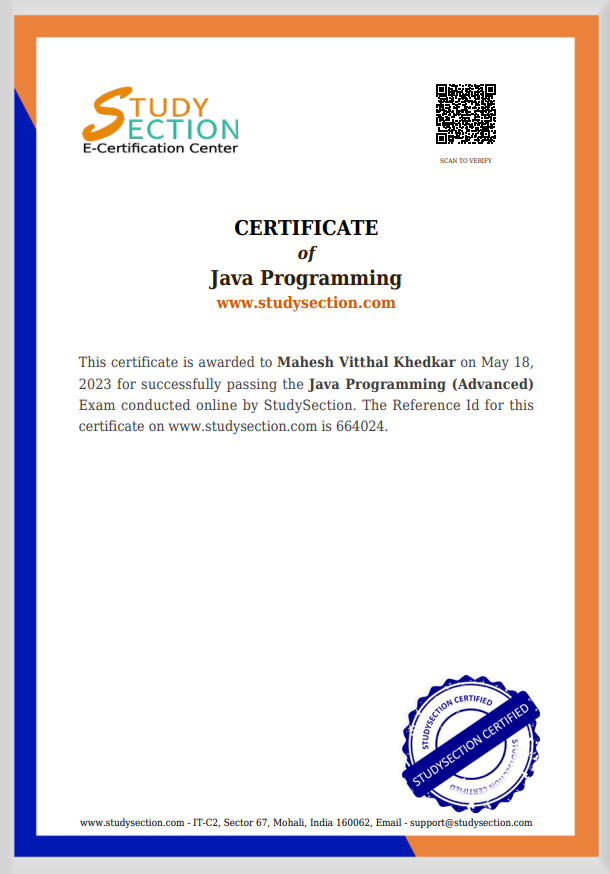 STUDY
SECTION
E-Certification Center
SCAN TO VERIFY
CERTIFICATE
of
Java Programming
www.studysection.com
This certificate is awarded to Mahesh Vitthal Khedkar on May 18,
2023 for successfully passing the Java Programming (Advanced)
Exam conducted online by StudySection. The Reference Id for this
certificate on www.studysection.com is 664024.
STUDYSECTION CERTIFIED
STUDYSECTION CERTIFIED
STUDYSECTION CERTIFIED
www.studysection.com - IT-C2, Sector 67, Mohali, India 160062, Email - support@studysection.com